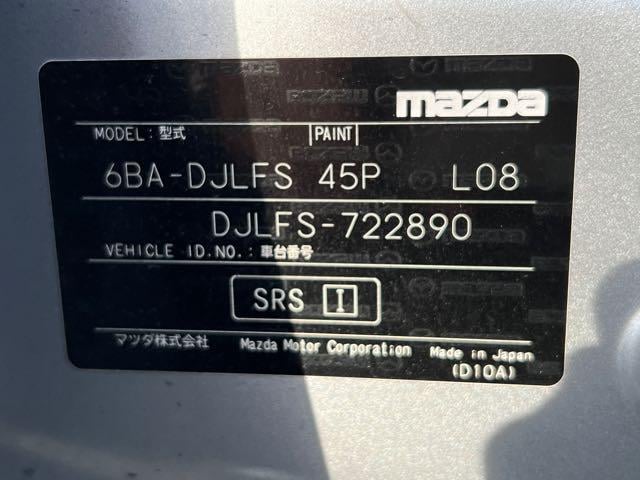 mazda
MODEL: 型式 PAINT
6BA-DJLFS 45P L08
DJLFS-722890
VEHICLE ID.NO.: 車台番号
SRS I
マツダ株式会社 Mazda Motor Corporation Made in Japan
(D10A)